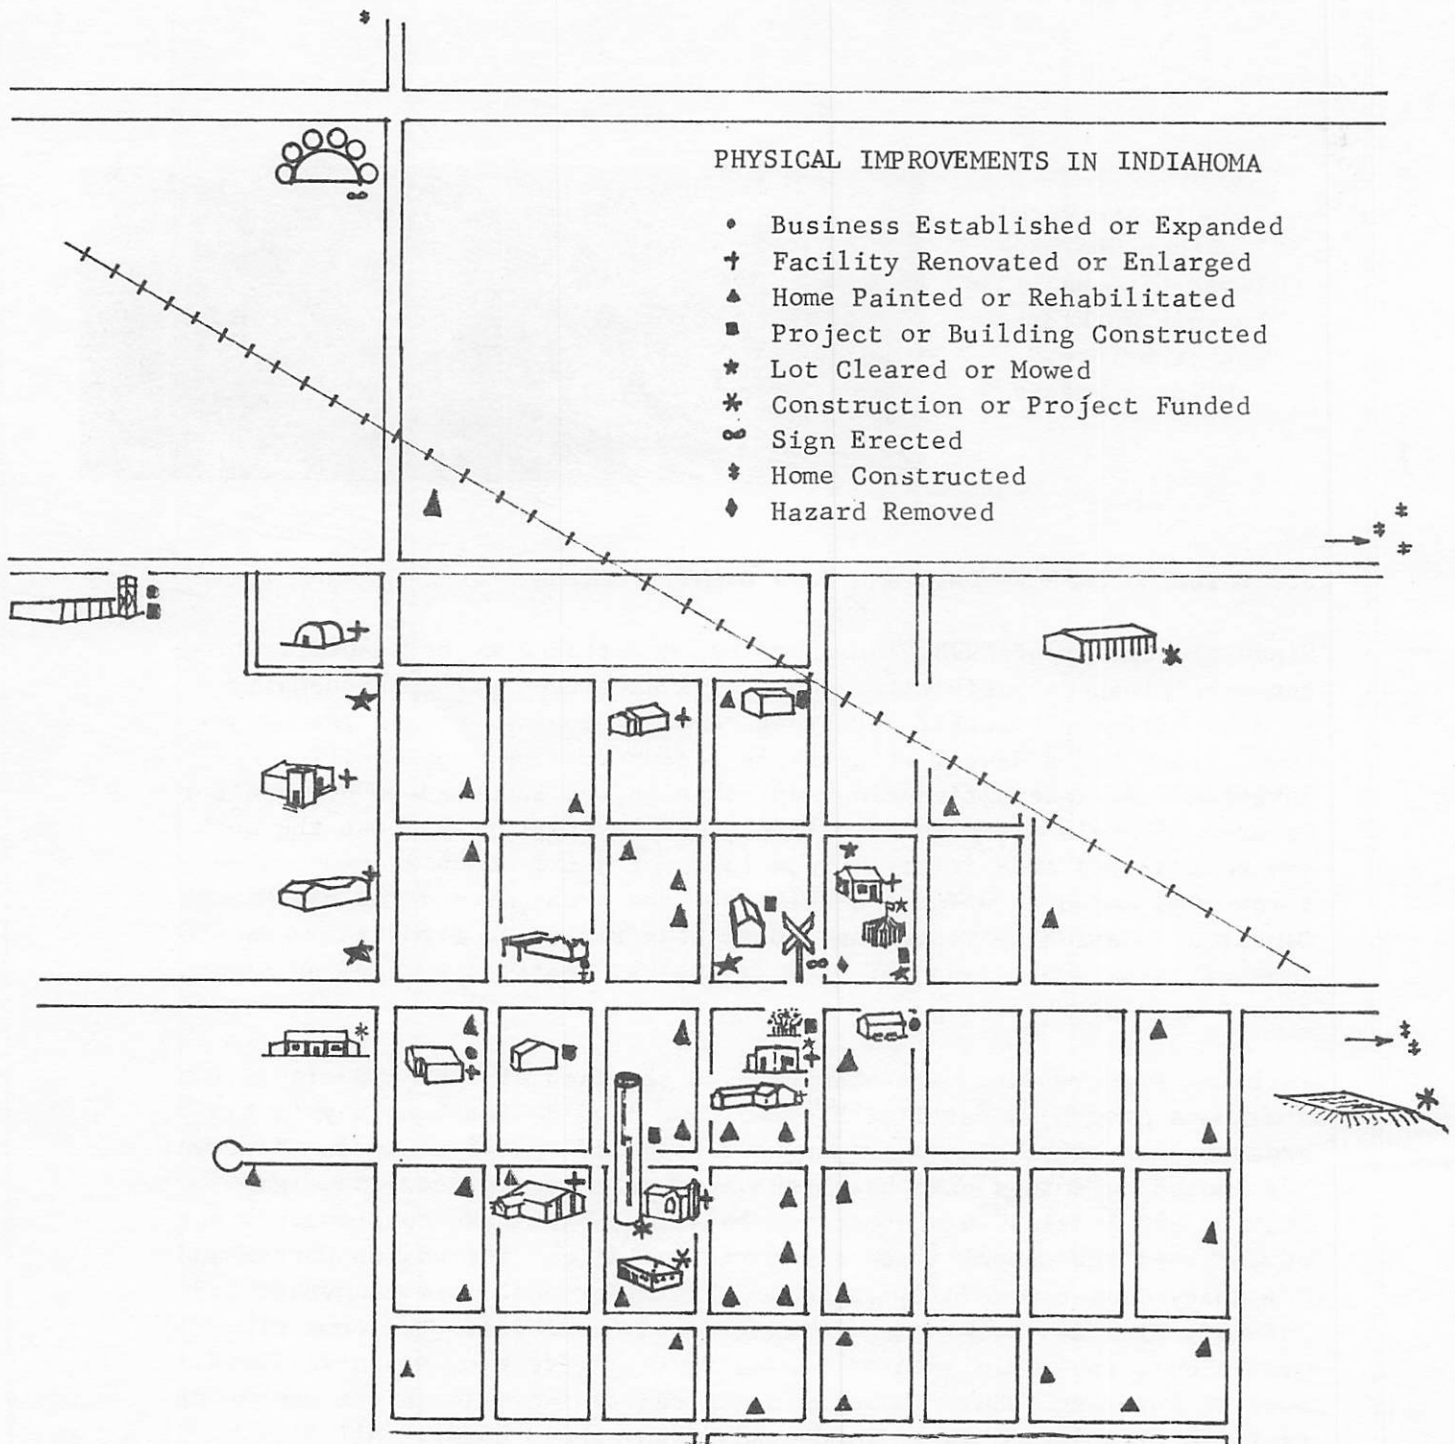 PHYSICAL IMPROVEMENTS IN INDIAHOMA
Business Established or Expanded
Facility Renovated or Enlarged
Home Painted or Rehabilitated
Project or Building Constructed
Lot Cleared or Mowed
Construction or Project Funded
Sign Erected
Home Constructed
Hazard Removed